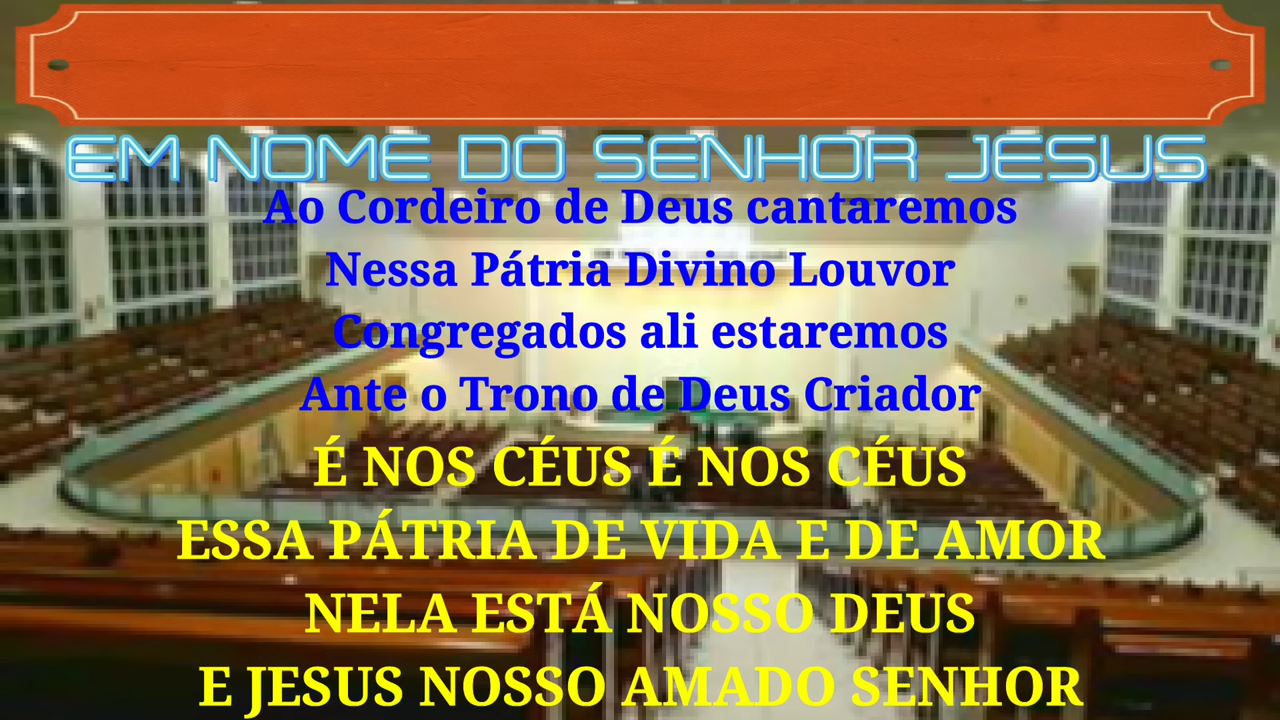 EM NOME DO SENHOR JESUS
Ao Cordeiro de Deus cantaremos
Nessa Pátria Divino Louvor
Congregados ali estaremos
Ante o Trono de Deus Criador
É NOS CÉUS É NOS CÉUS
ESSA PÁTRIA DE VIDA E DE AMOR
NELA ESTÁ NOSSO DEUS
E JESUS NOSSO AMADO SENHOR